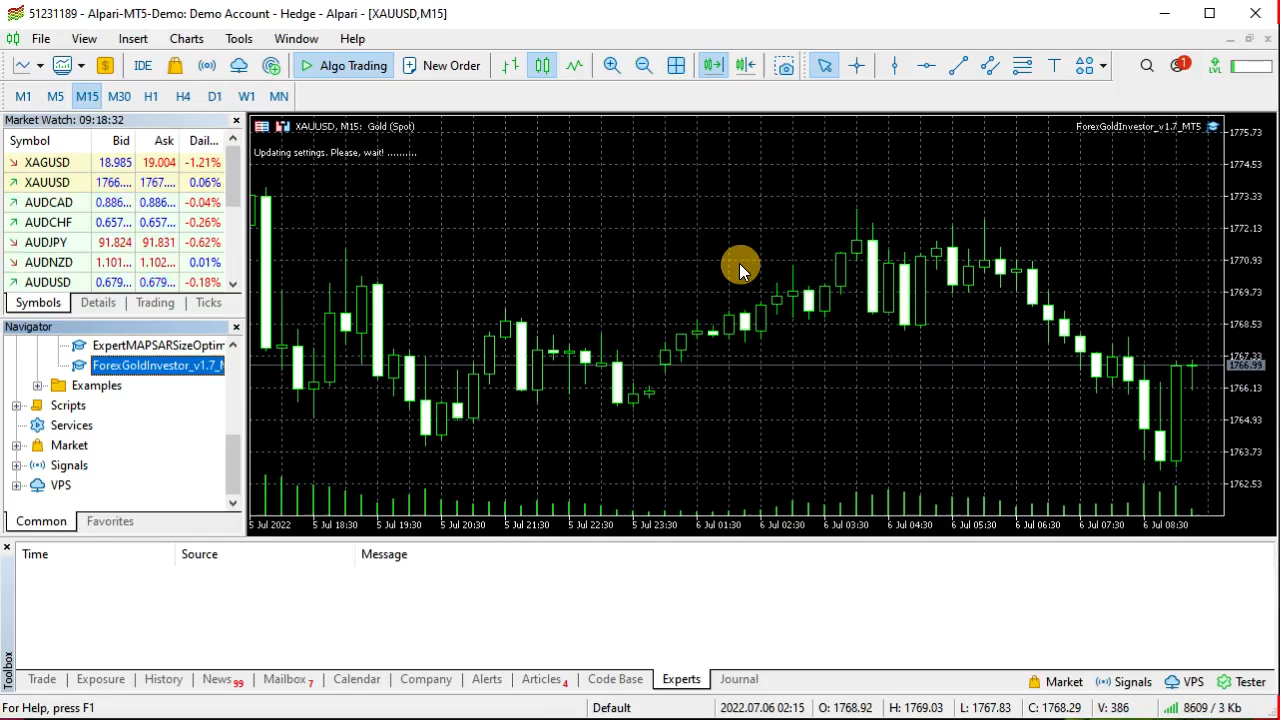 51231189 - Alpari-MT5-Demo: Demo Account - Hedge - Alpari - [XAUUSD,M15]
File View Insert Charts Tools Window Help
IDE Algo Trading New Order 1 LVL
M1 M5 M15 M30 H1 H4 D1 W1 MN
Market Watch: 09:18:32
Symbol Bid Ask Dail...
XAGUSD 18.985 19.004 -1.21%
XAUUSD 1766.... 1767.... 0.06%
AUDCAD 0.886... 0.886... -0.04%
AUDCHF 0.657... 0.657... -0.26%
AUDJPY 91.824 91.831 -0.62%
AUDNZD 1.101... 1.102... 0.01%
AUDUSD 0.679... 0.679... -0.18%
Symbols Details Trading Ticks
Navigator
ExpertMAPSARSizeOptim
ForexGoldInvestor_v1.7_M
Examples
Scripts
Services
Market
Signals
VPS
Common Favorites
XAUUSD, M15: Gold (Spot)
ForexGoldInvestor_v1.7_MT5
Updating settings. Please, wait! ..........
1775.73
1774.53
1773.33
1772.13
1770.93
1769.73
1768.53
1767.33
1766.99
1766.13
1764.93
1763.73
1762.53
5 Jul 2022 5 Jul 18:30 5 Jul 19:30 5 Jul 20:30 5 Jul 21:30 5 Jul 22:30 5 Jul 23:30 6 Jul 01:30 6 Jul 02:30 6 Jul 03:30 6 Jul 04:30 6 Jul 05:30 6 Jul 06:30 6 Jul 07:30 6 Jul 08:30
Time Source Message
Toolbox
Trade Exposure History News 99 Mailbox 7 Calendar Company Alerts Articles 4 Code Base Experts Journal
Market Signals VPS Tester
For Help, press F1 Default 2022.07.06 02:15 O: 1768.92 H: 1769.03 L: 1767.83 C: 1768.29 V: 386 8609 / 3 Kb